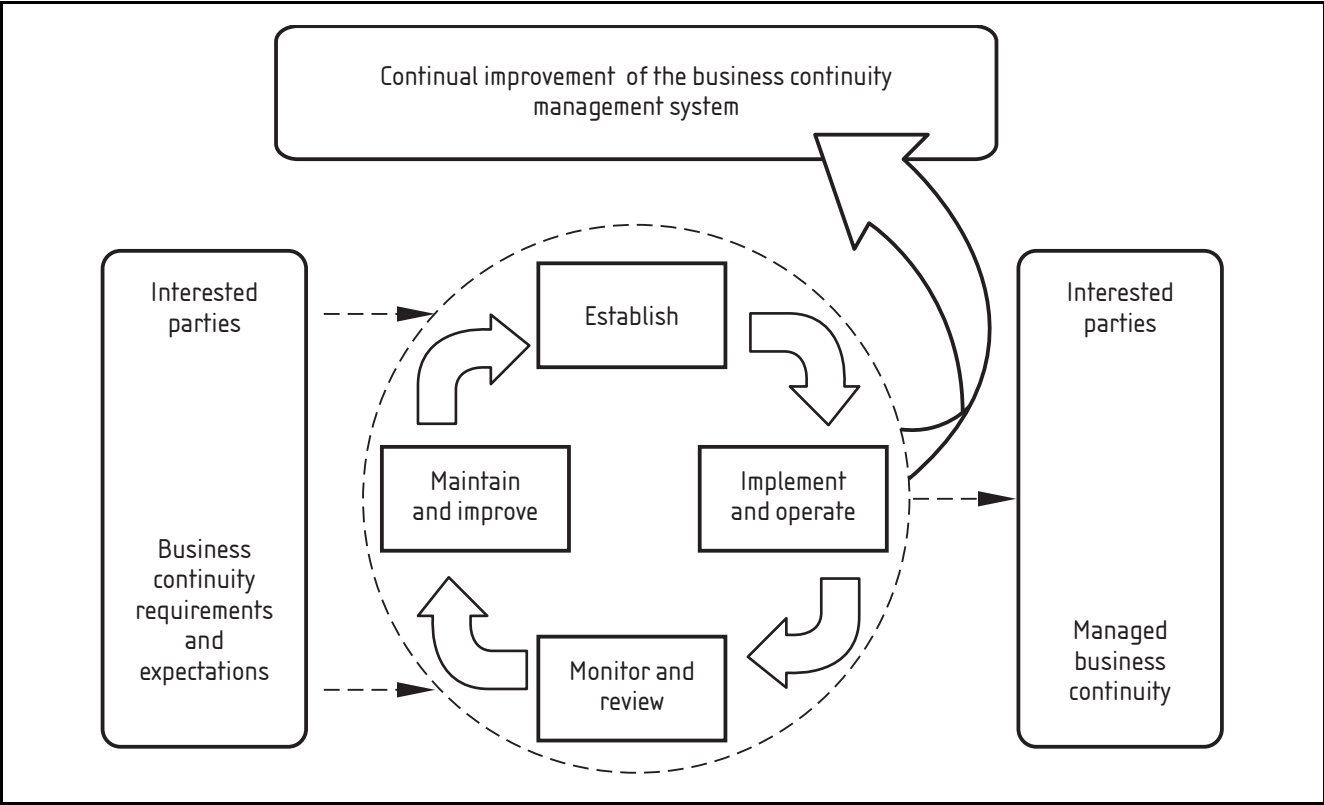 Continual improvement of the business continuity
management system
Interested
parties
Business
continuity
requirements
and
expectations
Establish
Maintain
and improve
Implement
and operate
Monitor and
review
Interested
parties
Managed
business
continuity